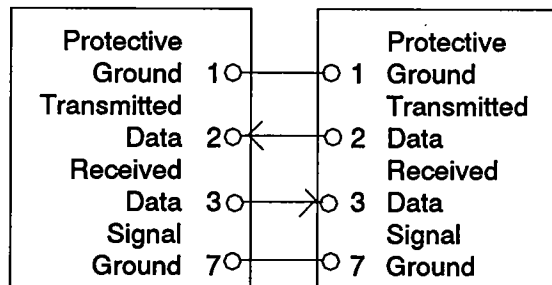 Protective
Ground 1
Transmitted
Data 2
Received
Data 3
Signal
Ground 7
Protective
1 Ground
Transmitted
2 Data
Received
3 Data
Signal
7 Ground